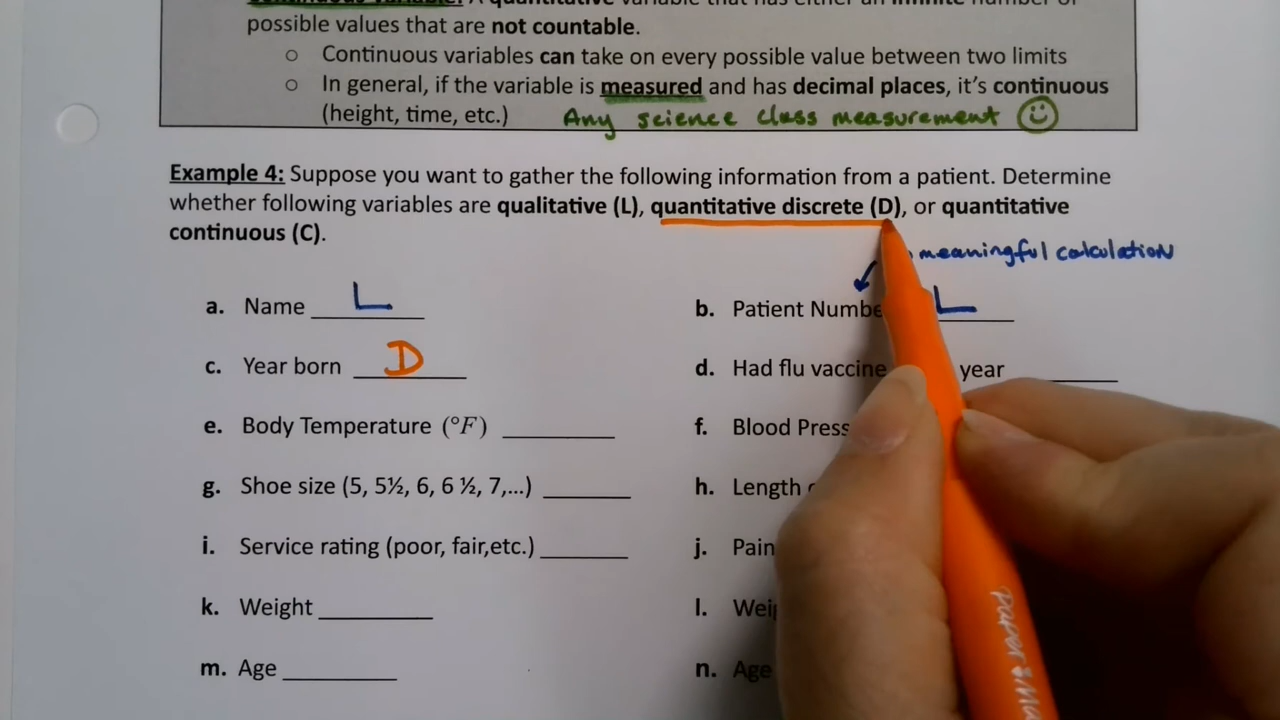 possible values that are not countable.
○ Continuous variables can take on every possible value between two limits
○ In general, if the variable is measured and has decimal places, it's continuous
(height, time, etc.) Any science class measurement
Example 4: Suppose you want to gather the following information from a patient. Determine
whether following variables are qualitative (L), quantitative discrete (D), or quantitative
continuous (C).
meaningful calculation
a. Name L
b. Patient Numbe L
c. Year born D
d. Had flu vaccine year
e. Body Temperature (°F)
f. Blood Press
g. Shoe size (5, 5½, 6, 6 ½, 7,...)
h. Length
i. Service rating (poor, fair,etc.)
j. Pain
k. Weight
l. Wei
m. Age
n. Age